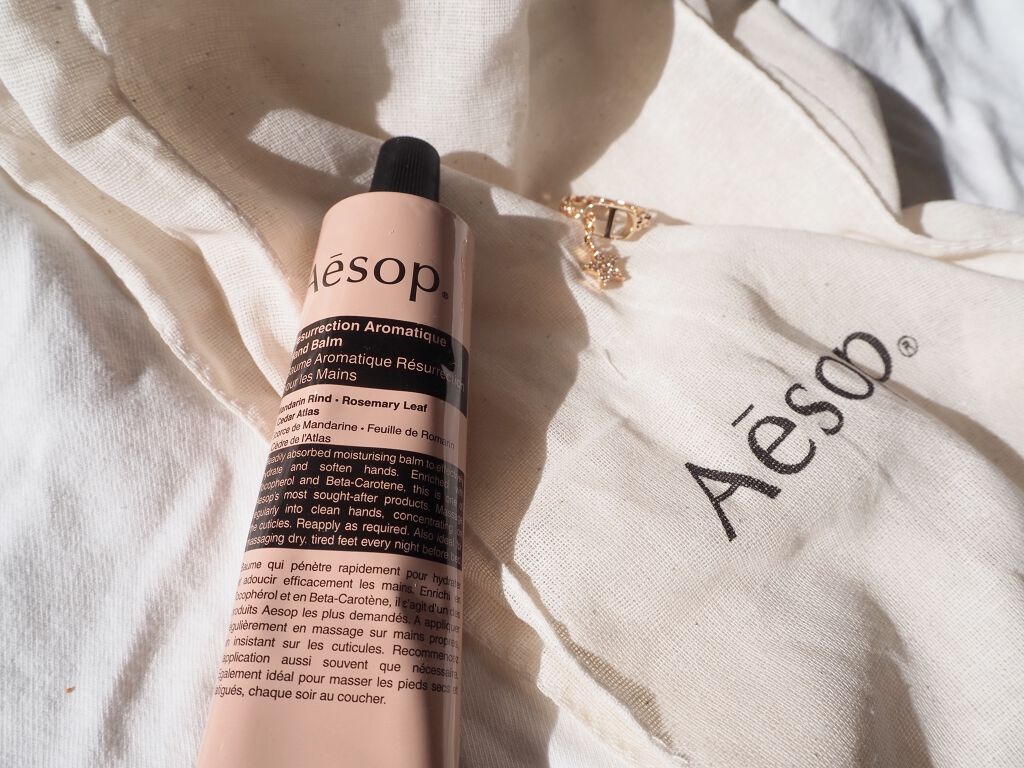 Aēsop®
Resurrection Aromatique
Hand Balm
Baume Aromatique Résurrection
pour les Mains
Mandarin Rind • Rosemary Leaf
Cedar Atlas
Écorce de Mandarine • Feuille de Romarin
Cèdre de l'Atlas
readily absorbed moisturising balm to effectively
hydrate and soften hands. Enriched
Tocopherol and Beta-Carotene, this is one
Aesop's most sought-after products. Massage
regularly into clean hands, concentrating
the cuticles. Reapply as required. Also ideal
massaging dry, tired feet every night before bed
Baume qui pénètre rapidement pour hydrater
et adoucir efficacement les mains. Enrichi
Tocophérol et en Beta-Carotène, il s'agit d'un des
produits Aesop les plus demandés. A appliquer
régulièrement en massage sur mains propres,
en insistant sur les cuticules. Recommencez
l'application aussi souvent que nécessaire.
Également idéal pour masser les pieds secs et
fatigués, chaque soir au coucher.
Aēsop®